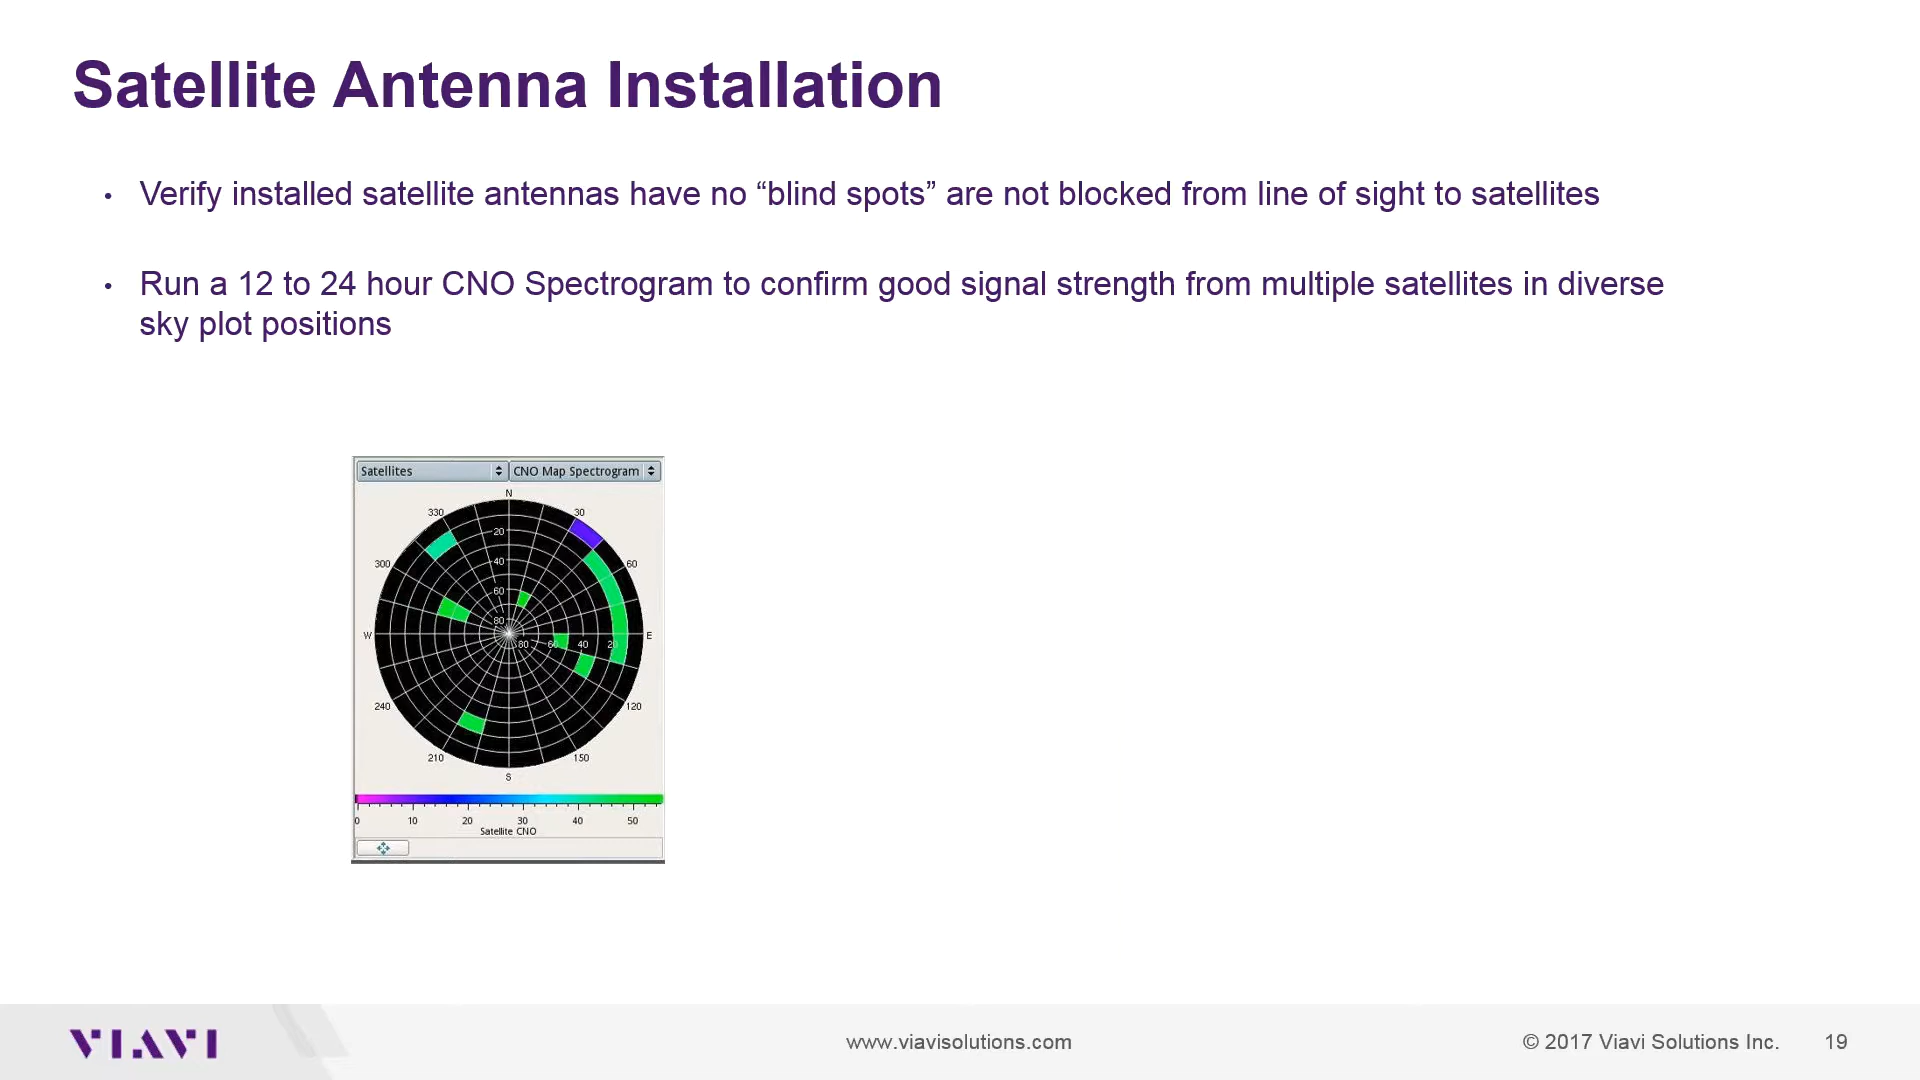 Satellite Antenna Installation
• Verify installed satellite antennas have no “blind spots” are not blocked from line of sight to satellites
• Run a 12 to 24 hour CNO Spectrogram to confirm good signal strength from multiple satellites in diverse
sky plot positions
Satellites CNO Map Spectrogram
N
330 30
20
300 40 60
60
80
W E
80 60 40 20
240 120
210 150
S
0 10 20 30 40 50
Satellite CNO
VIAVI www.viavisolutions.com © 2017 Viavi Solutions Inc. 19